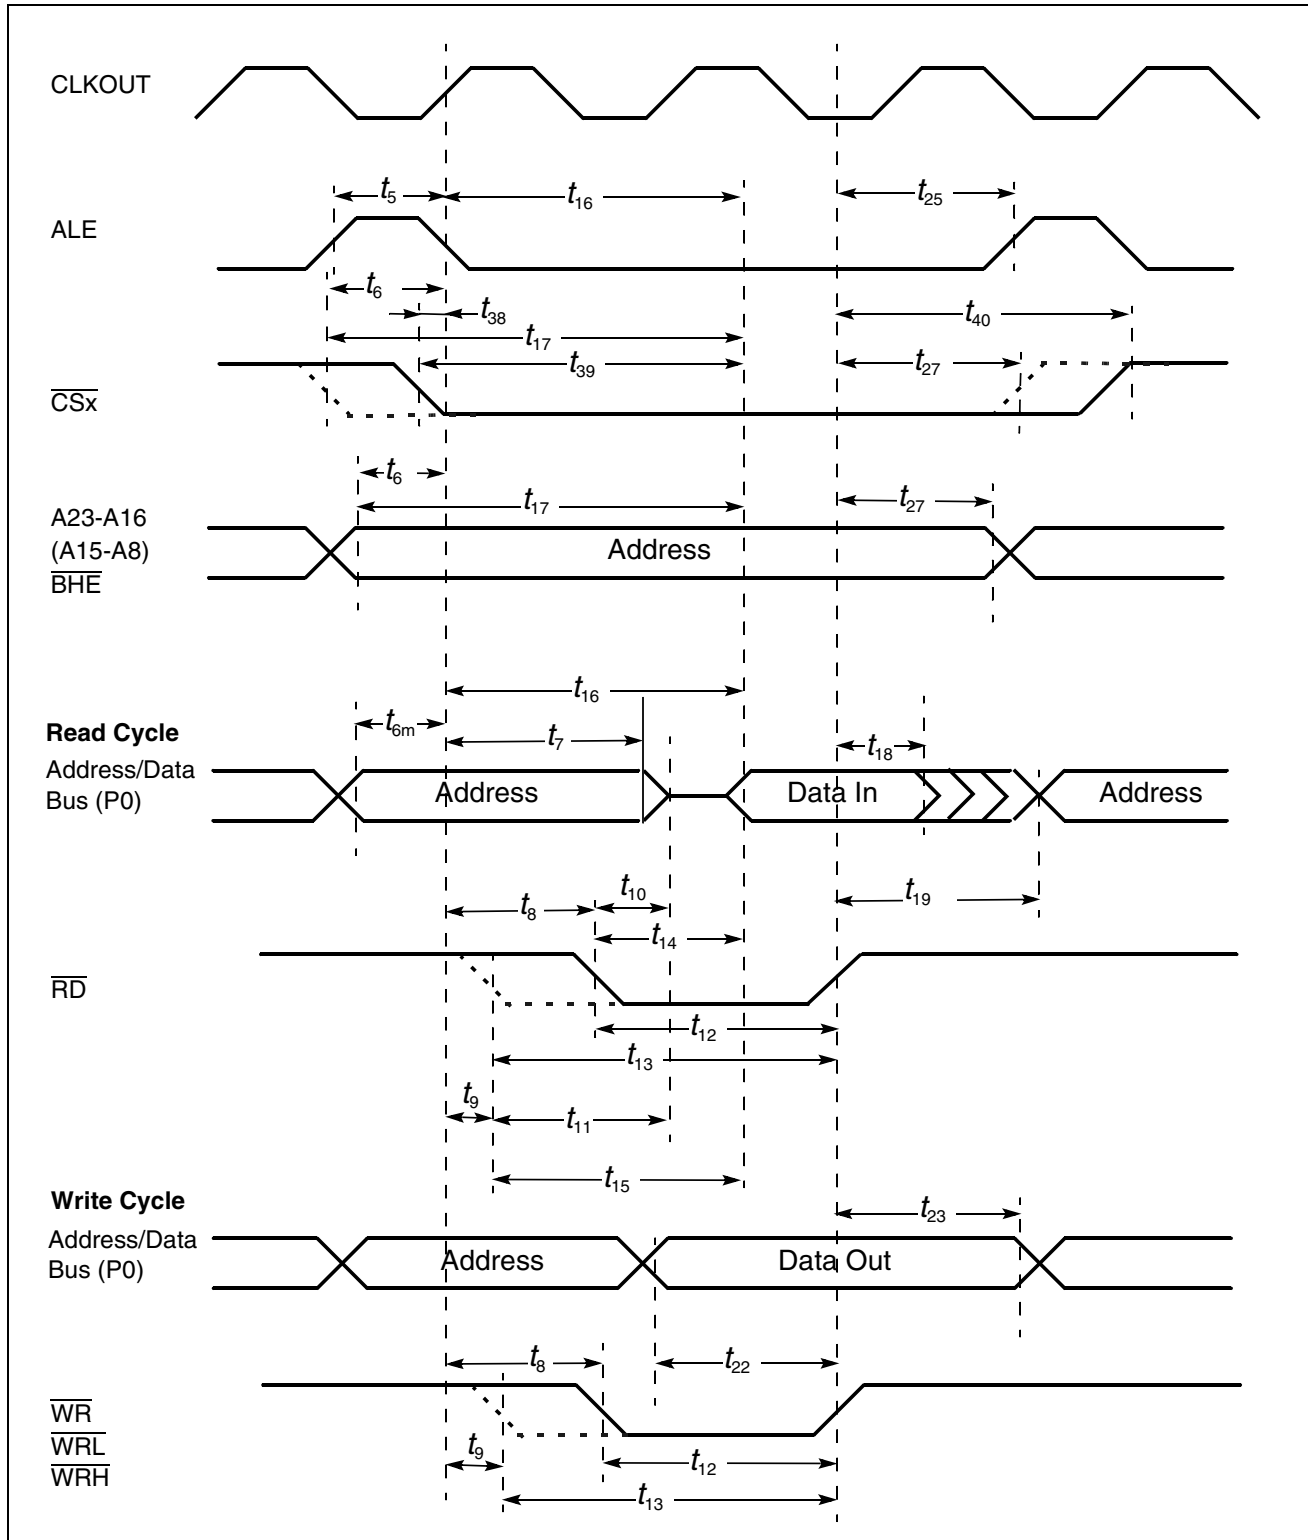 CLKOUT
t5
t16
t25
ALE
t6
t38
t40
t17
t39
t27
CSx
t6
t17
t27
A23-A16
(A15-A8)
Address
BHE
t16
Read Cycle
t6m
t7
t18
Address/Data
Bus (P0)
Address
Data In
Address
t10
t8
t19
t14
RD
t12
t13
t9
t11
t15
Write Cycle
t23
Address/Data
Bus (P0)
Address
Data Out
t8
t22
WR
WRL
t9
t12
WRH
t13